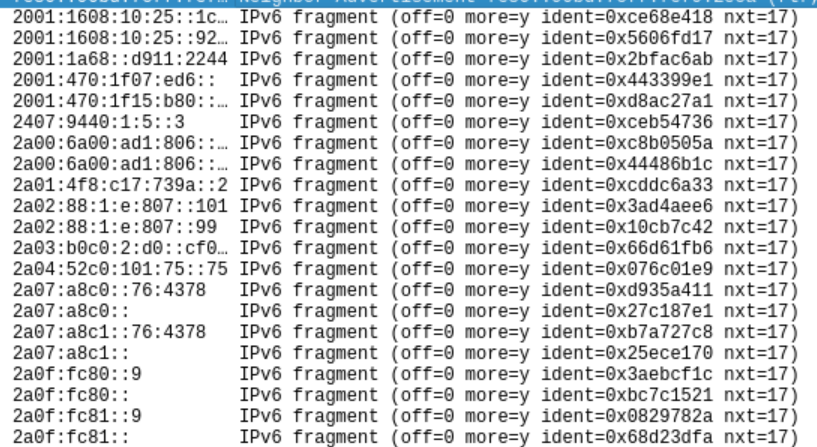 2001:1608:10:25::1c… IPv6 fragment (off=0 more=y ident=0xce68e418 nxt=17)
2001:1608:10:25::92… IPv6 fragment (off=0 more=y ident=0x5606fd17 nxt=17)
2001:1a68::d911:2244 IPv6 fragment (off=0 more=y ident=0x2bfac6ab nxt=17)
2001:470:1f07:ed6:: IPv6 fragment (off=0 more=y ident=0x443399e1 nxt=17)
2001:470:1f15:b80::… IPv6 fragment (off=0 more=y ident=0xd8ac27a1 nxt=17)
2407:9440:1:5::3 IPv6 fragment (off=0 more=y ident=0xceb54736 nxt=17)
2a00:6a00:ad1:806::… IPv6 fragment (off=0 more=y ident=0xc8b0505a nxt=17)
2a00:6a00:ad1:806::… IPv6 fragment (off=0 more=y ident=0x44486b1c nxt=17)
2a01:4f8:c17:739a::2 IPv6 fragment (off=0 more=y ident=0xcddc6a33 nxt=17)
2a02:88:1:e:807::101 IPv6 fragment (off=0 more=y ident=0x3ad4aee6 nxt=17)
2a02:88:1:e:807::99 IPv6 fragment (off=0 more=y ident=0x10cb7c42 nxt=17)
2a03:b0c0:2:d0::cf0… IPv6 fragment (off=0 more=y ident=0x66d61fb6 nxt=17)
2a04:52c0:101:75::75 IPv6 fragment (off=0 more=y ident=0x076c01e9 nxt=17)
2a07:a8c0::76:4378 IPv6 fragment (off=0 more=y ident=0xd935a411 nxt=17)
2a07:a8c0:: IPv6 fragment (off=0 more=y ident=0x27c187e1 nxt=17)
2a07:a8c1::76:4378 IPv6 fragment (off=0 more=y ident=0xb7a727c8 nxt=17)
2a07:a8c1:: IPv6 fragment (off=0 more=y ident=0x25ece170 nxt=17)
2a0f:fc80::9 IPv6 fragment (off=0 more=y ident=0x3aebcf1c nxt=17)
2a0f:fc80:: IPv6 fragment (off=0 more=y ident=0xbc7c1521 nxt=17)
2a0f:fc81::9 IPv6 fragment (off=0 more=y ident=0x0829782a nxt=17)
2a0f:fc81:: IPv6 fragment (off=0 more=y ident=0x68d23dfa nxt=17)